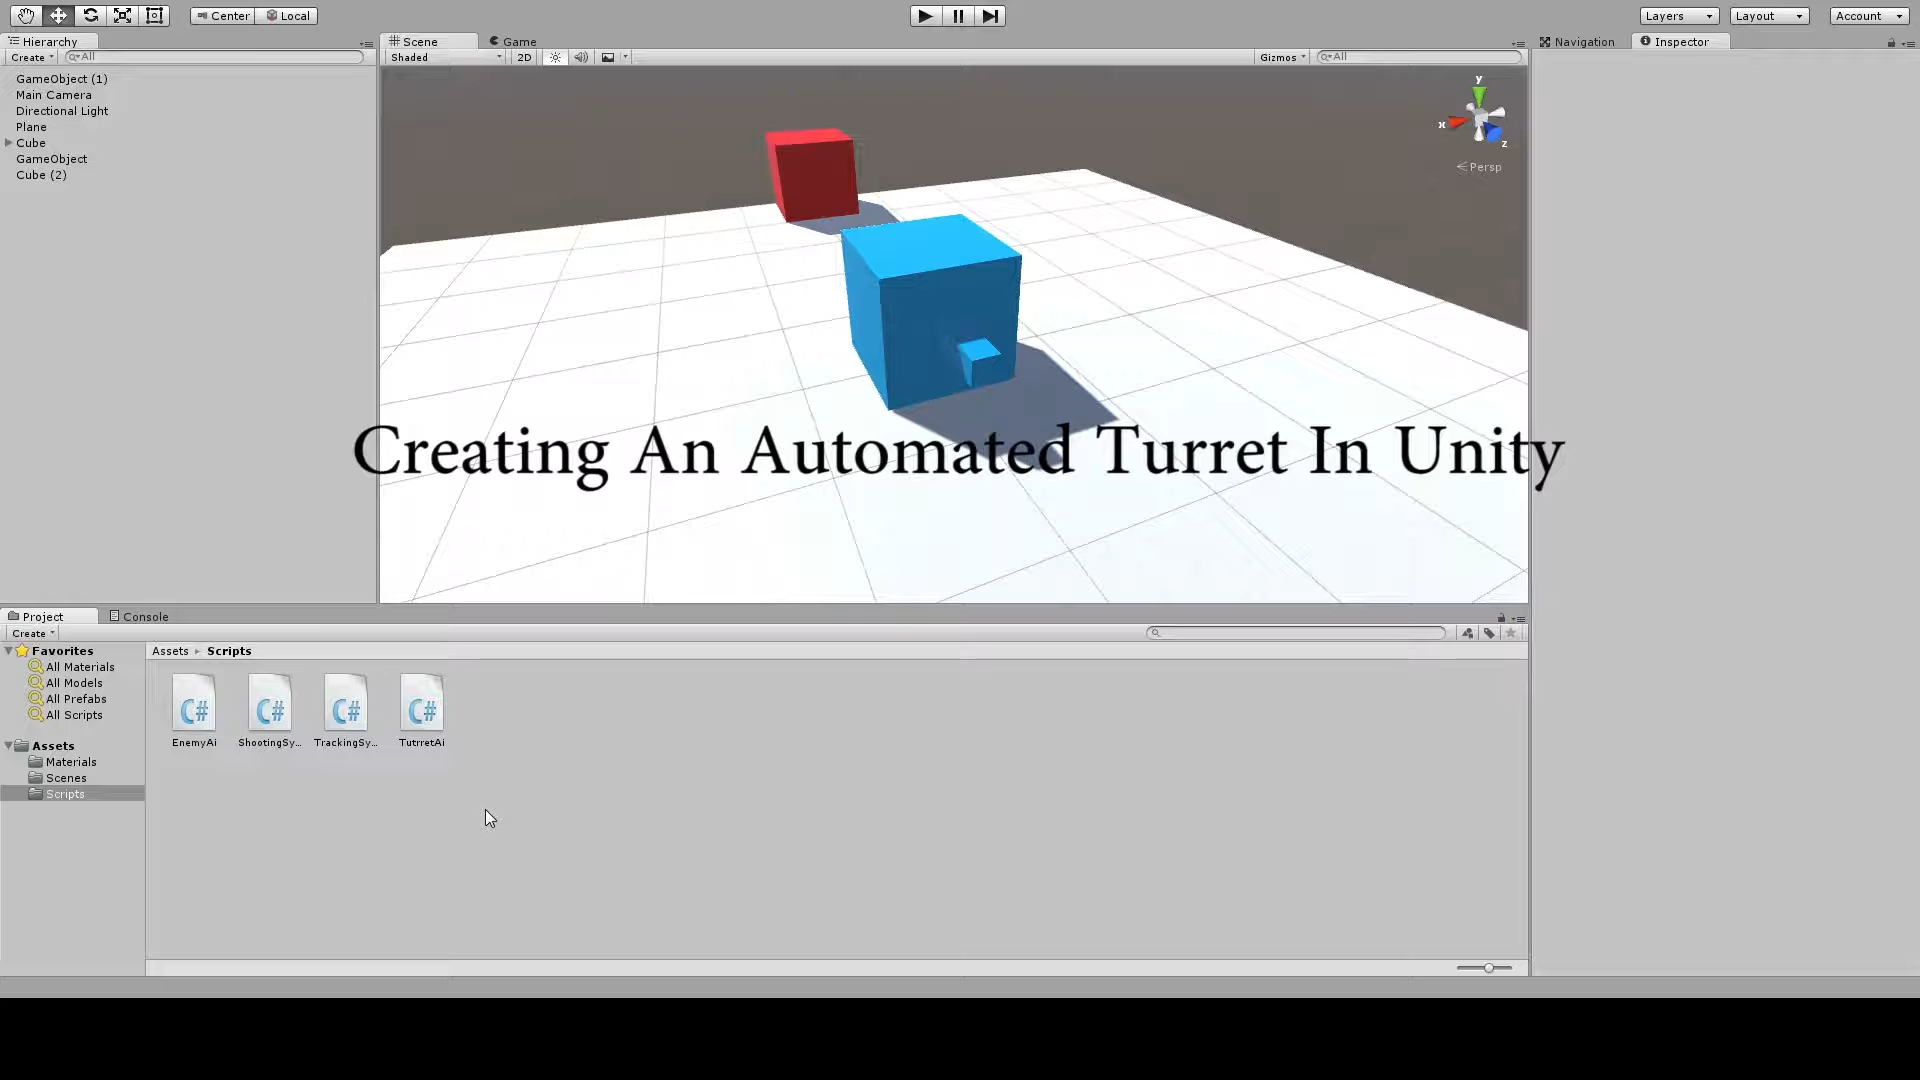 Center
Local
Layers
Layout
Account
Hierarchy
Create
All
GameObject (1)
Main Camera
Directional Light
Plane
Cube
GameObject
Cube (2)
Scene
Game
Shaded
2D
Gizmos
All
y
x
z
Persp
Navigation
Inspector
Creating An Automated Turret In Unity
Project
Console
Create
Favorites
All Materials
All Models
All Prefabs
All Scripts
Assets
Materials
Scenes
Scripts
Assets
Scripts
C#
C#
C#
C#
EnemyAi
ShootingSy...
TrackingSy...
TutrretAi